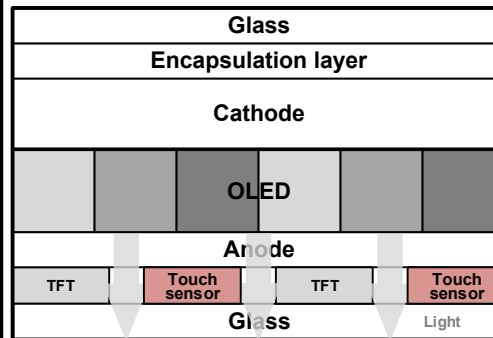 Glass
Encapsulation layer
Cathode
OLED
Anode
TFT
Touch
sensor
TFT
Touch
sensor
Glass
Light